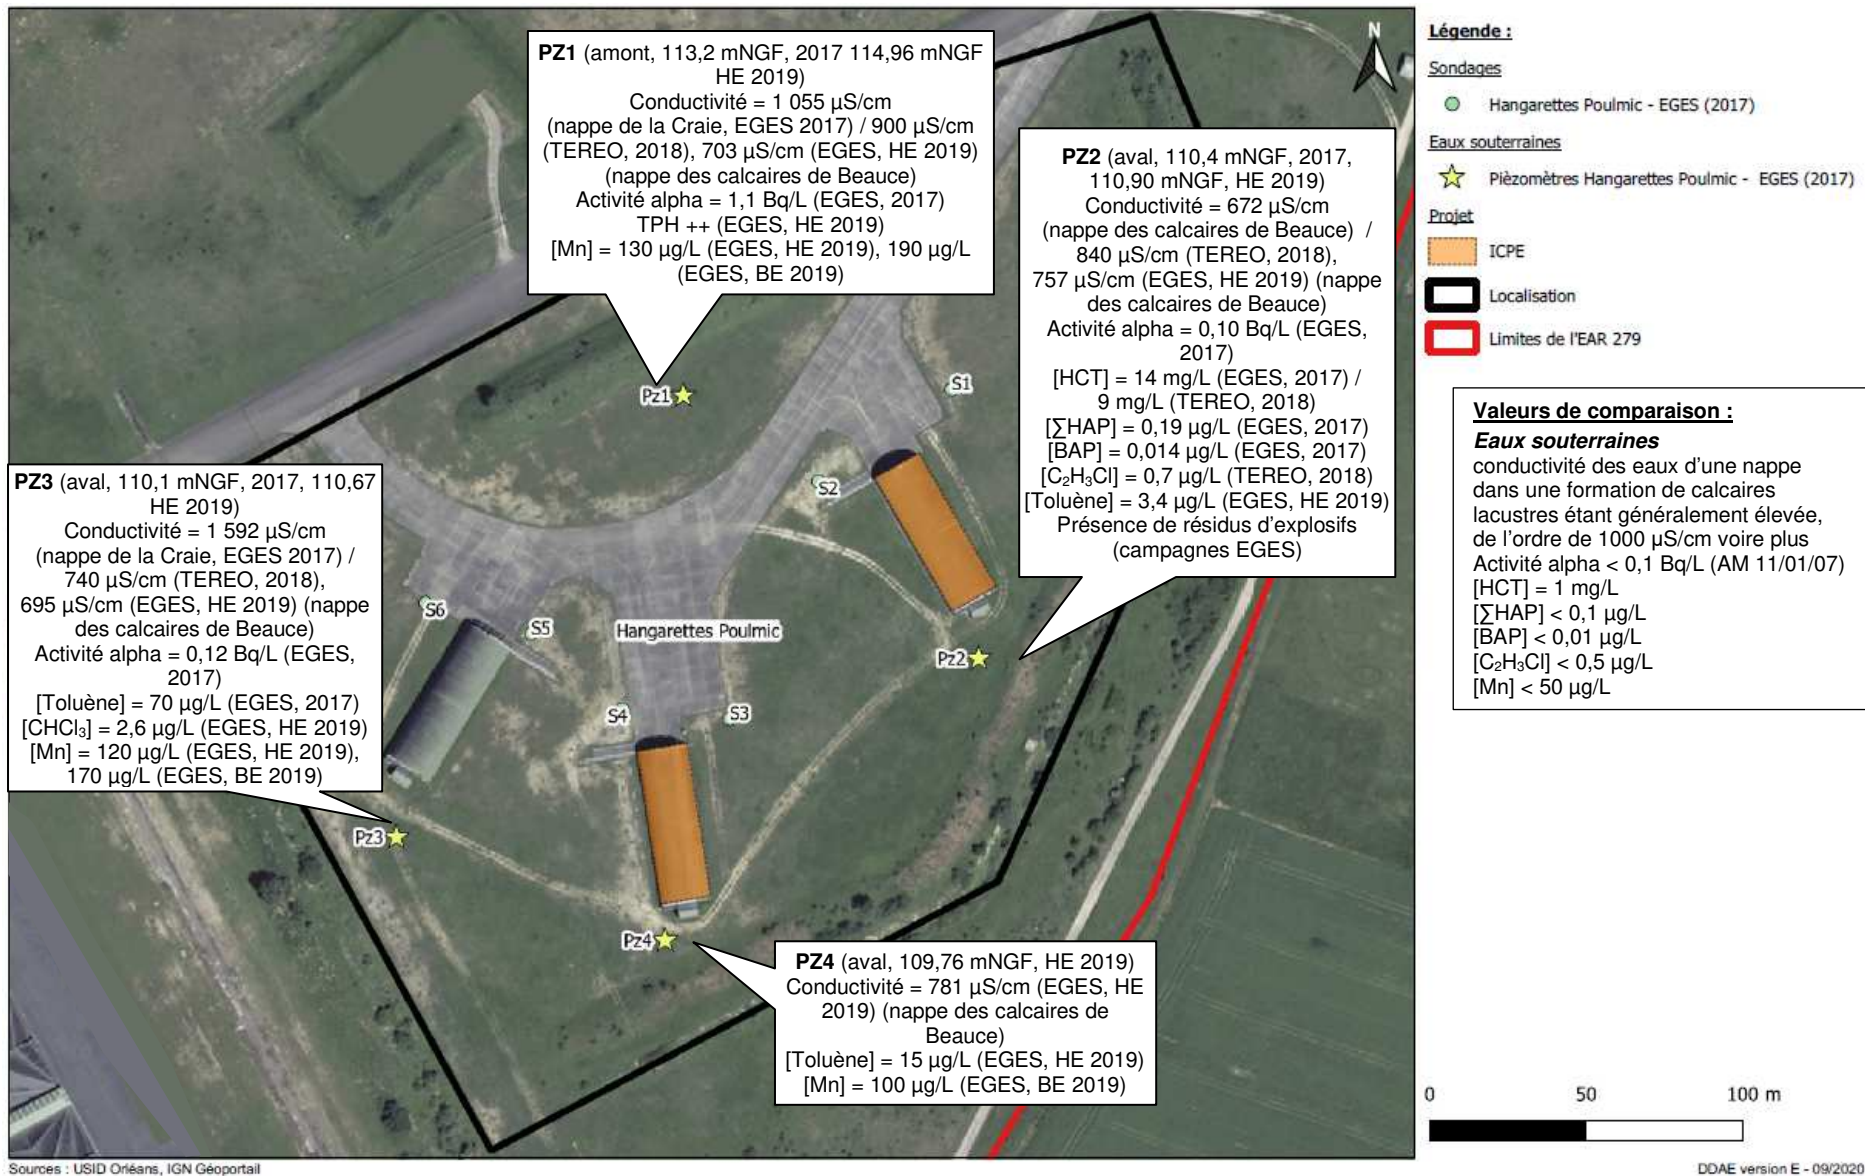 PZ1 (amont, 113,2 mNGF, 2017 114,96 mNGF
HE 2019)
Conductivité = 1 055 µS/cm
(nappe de la Craie, EGES 2017) / 900 µS/cm
(TEREO, 2018), 703 µS/cm (EGES, HE 2019)
(nappe des calcaires de Beauce)
Activité alpha = 1,1 Bq/L (EGES, 2017)
TPH ++ (EGES, HE 2019)
[Mn] = 130 µg/L (EGES, HE 2019), 190 µg/L
(EGES, BE 2019)
PZ2 (aval, 110,4 mNGF, 2017,
110,90 mNGF, HE 2019)
Conductivité = 672 µS/cm
(nappe des calcaires de Beauce) /
840 µS/cm (TEREO, 2018),
757 µS/cm (EGES, HE 2019) (nappe
des calcaires de Beauce)
Activité alpha = 0,10 Bq/L (EGES,
2017)
[HCT] = 14 mg/L (EGES, 2017) /
9 mg/L (TEREO, 2018)
[∑HAP] = 0,19 µg/L (EGES, 2017)
[BAP] = 0,014 µg/L (EGES, 2017)
[C₂H₃Cl] = 0,7 µg/L (TEREO, 2018)
[Toluène] = 3,4 µg/L (EGES, HE 2019)
Présence de résidus d'explosifs
(campagnes EGES)
PZ3 (aval, 110,1 mNGF, 2017, 110,67
HE 2019)
Conductivité = 1 592 µS/cm
(nappe de la Craie, EGES 2017) /
740 µS/cm (TEREO, 2018),
695 µS/cm (EGES, HE 2019) (nappe
des calcaires de Beauce)
Activité alpha = 0,12 Bq/L (EGES,
2017)
[Toluène] = 70 µg/L (EGES, 2017)
[CHCl₃] = 2,6 µg/L (EGES, HE 2019)
[Mn] = 120 µg/L (EGES, HE 2019),
170 µg/L (EGES, BE 2019)
PZ4 (aval, 109,76 mNGF, HE 2019)
Conductivité = 781 µS/cm (EGES, HE
2019) (nappe des calcaires de
Beauce)
[Toluène] = 15 µg/L (EGES, HE 2019)
[Mn] = 100 µg/L (EGES, BE 2019)
Pz1
S1
S2
S6
S5
Hangarettes Poulmic
Pz2
S4
S3
Pz3
Pz4
N
Légende :
Sondages
Hangarettes Poulmic - EGES (2017)
Eaux souterraines
Pièzomètres Hangarettes Poulmic - EGES (2017)
Projet
ICPE
Localisation
Limites de l'EAR 279
Valeurs de comparaison :
Eaux souterraines
conductivité des eaux d'une nappe
dans une formation de calcaires
lacustres étant généralement élevée,
de l'ordre de 1000 µS/cm voire plus
Activité alpha < 0,1 Bq/L (AM 11/01/07)
[HCT] = 1 mg/L
[∑HAP] < 0,1 µg/L
[BAP] < 0,01 µg/L
[C₂H₃Cl] < 0,5 µg/L
[Mn] < 50 µg/L
0 50 100 m
Sources : USID Orléans, IGN Géoportail
DDAE version E - 09/2020